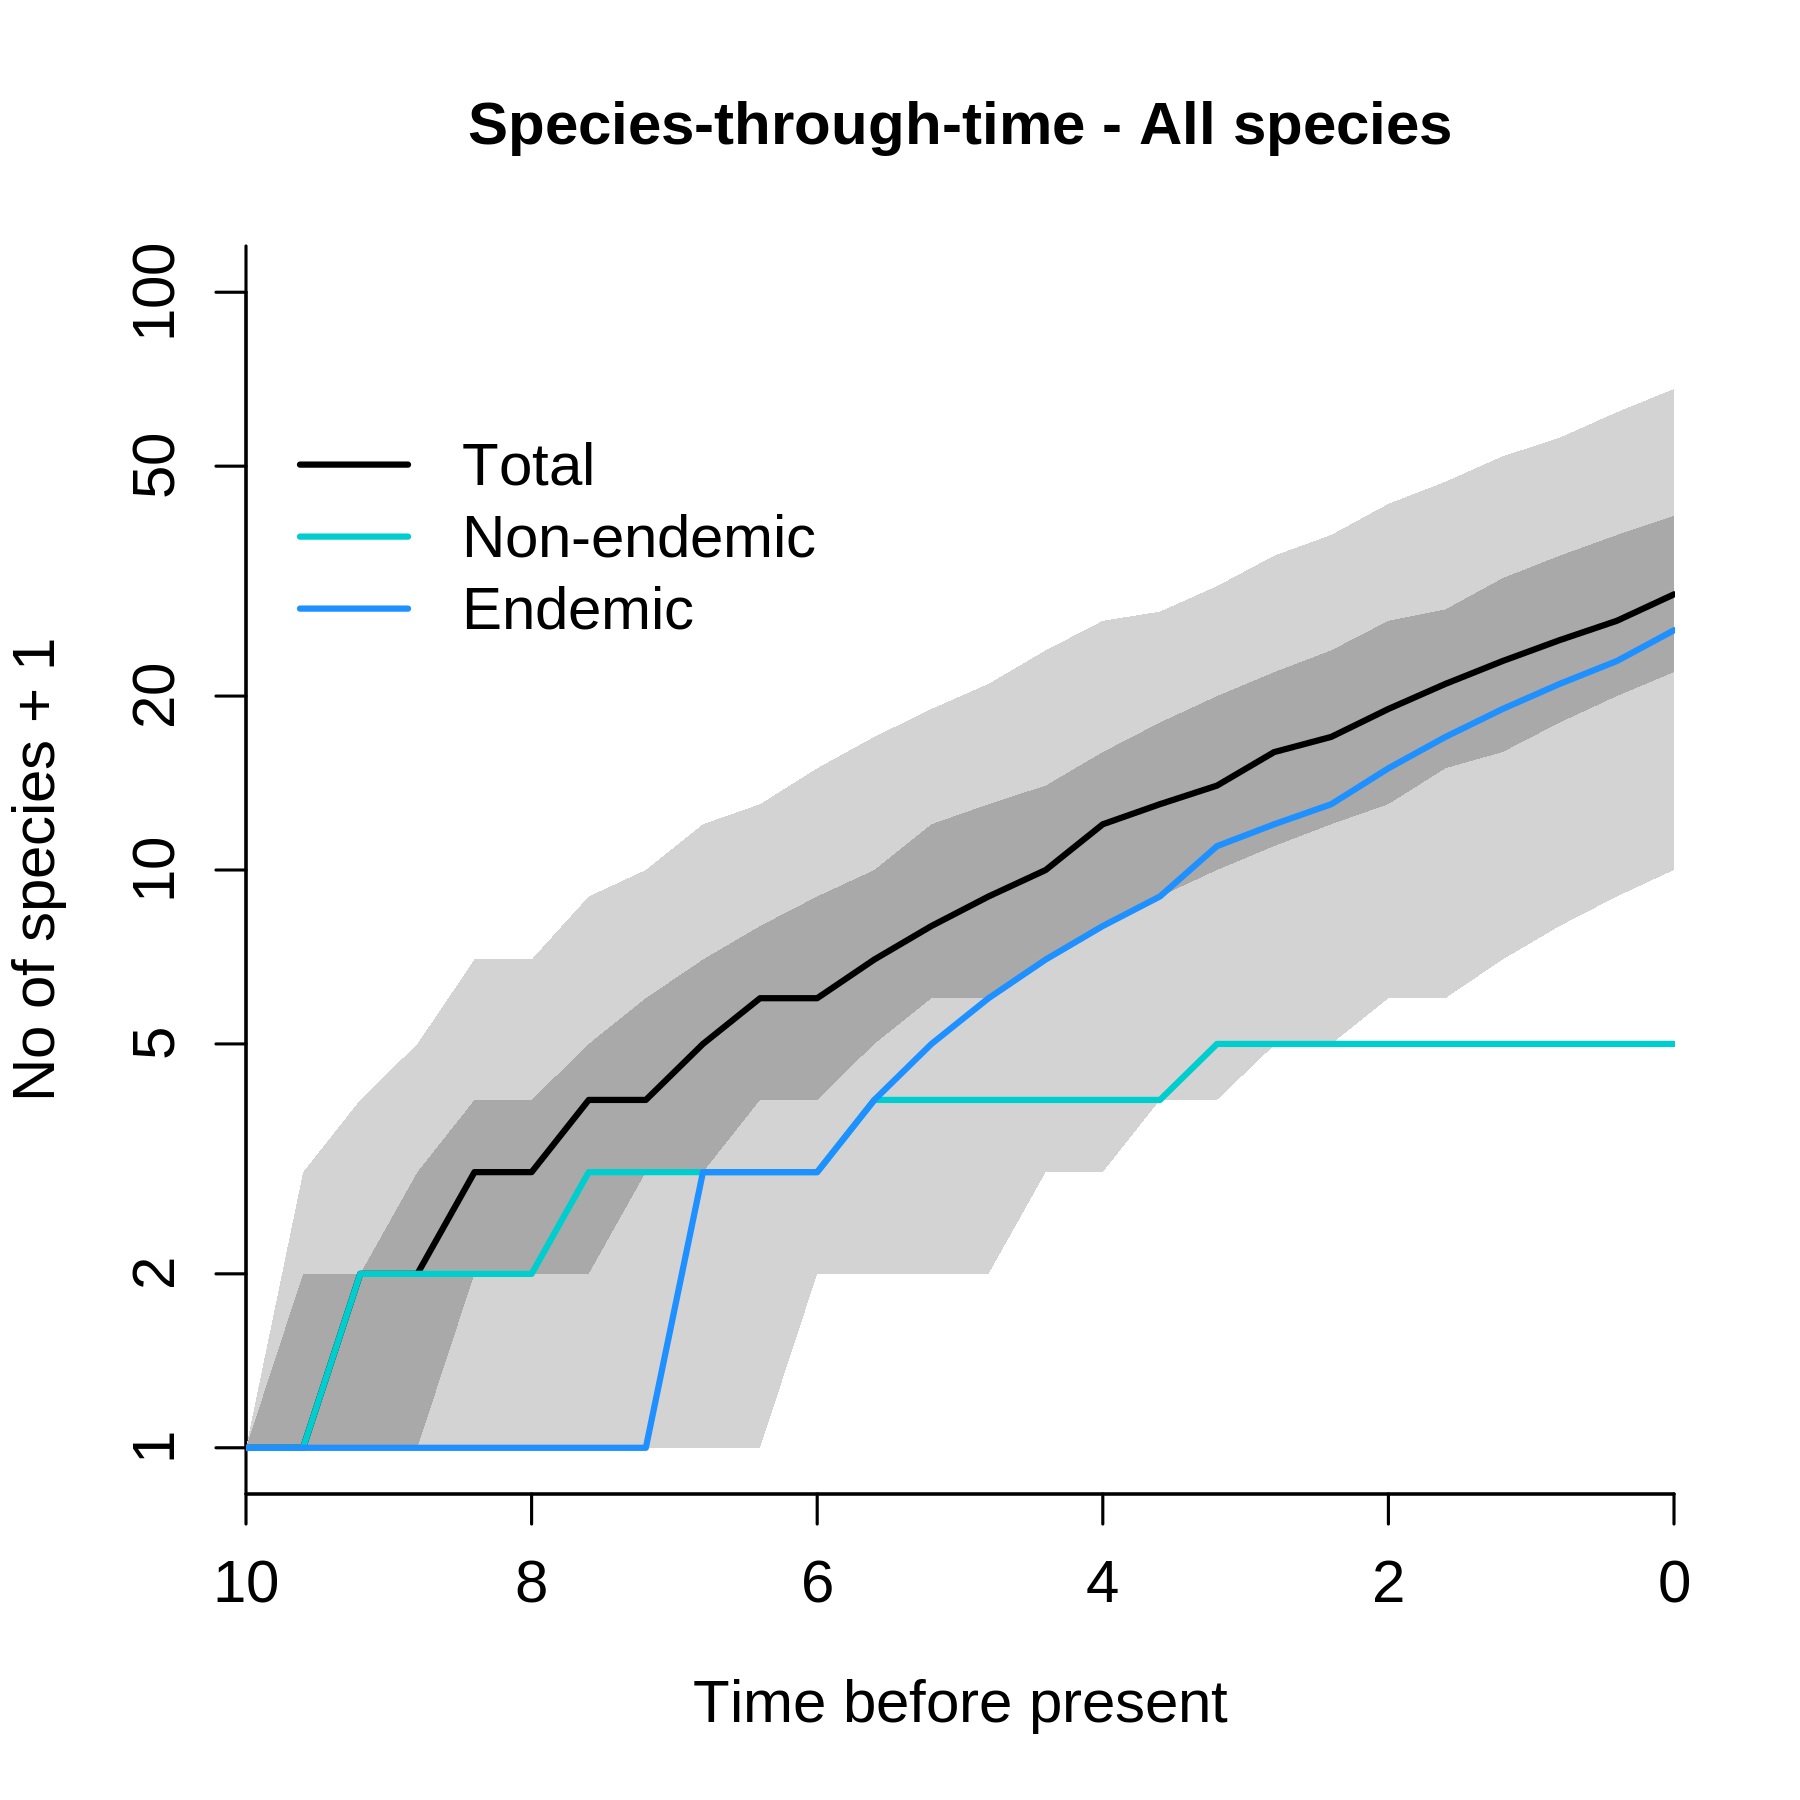 Species-through-time - All species
No of species + 1
100
50
20
10
5
2
1
Total
Non-endemic
Endemic
10 8 6 4 2 0
Time before present